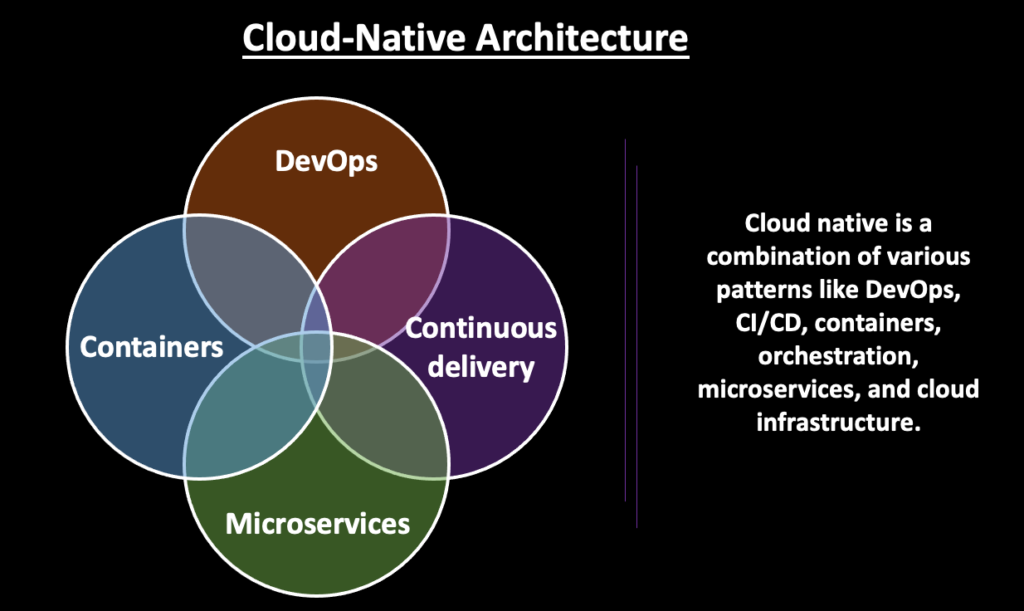 Cloud-Native Architecture
DevOps
Containers
Continuous
delivery
Microservices
Cloud native is a
combination of various
patterns like DevOps,
CI/CD, containers,
orchestration,
microservices, and cloud
infrastructure.